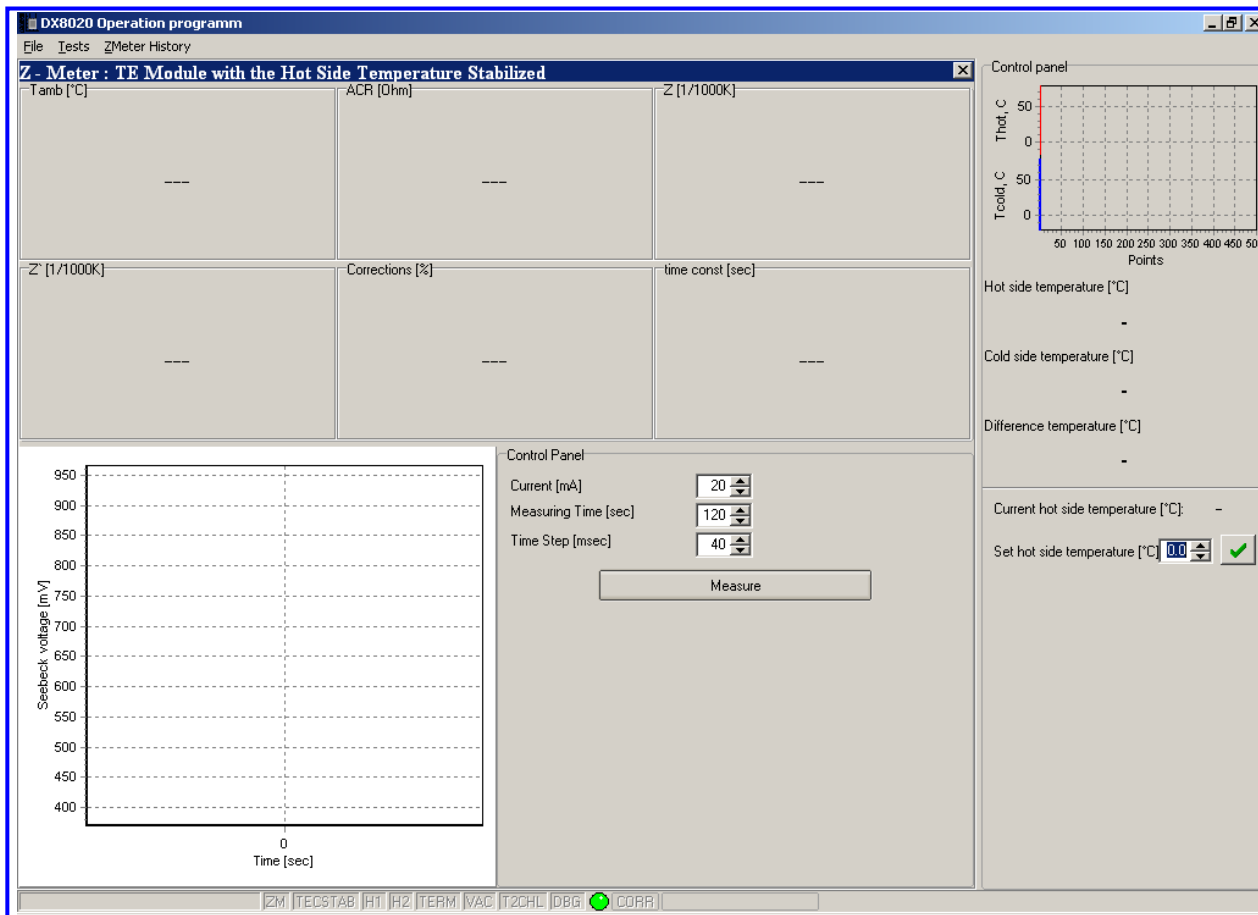 DX8020 Operation programm
File Tests ZMeter History
Z - Meter : TE Module with the Hot Side Temperature Stabilized
Tamb [°C] ACR [Ohm] Z [1/1000K]
--- --- ---
Z` [1/1000K] Corrections [%] time const [sec]
--- --- ---
950
900
850
800
750
700
650
600
550
500
450
400
Seebeck voltage [mV]
0
Time [sec]
Control Panel
Current [mA] 20
Measuring Time [sec] 120
Time Step [msec] 40
Measure
Control panel
Thot, C
50
0
Tcold, C
50
0
50 100 150 200 250 300 350 400 450 50
Points
Hot side temperature [°C]
-
Cold side temperature [°C]
-
Difference temperature [°C]
-
Current hot side temperature [°C]: -
Set hot side temperature [°C] 0.0
ZM TECSTAB H1 H2 TERM VAC T2CHL DBG CORR